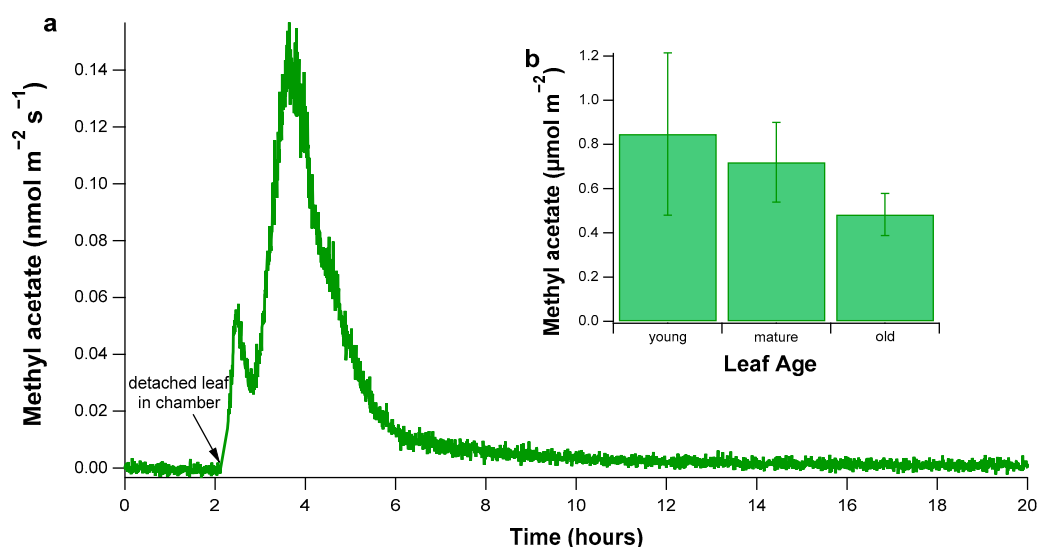 a
Methyl acetate (nmol m⁻² s⁻¹)
0.14
0.12
0.10
0.08
0.06
0.04
0.02
0.00
detached leaf
in chamber
0 2 4 6 8 10 12 14 16 18 20
Time (hours)
b
Methyl acetate (µmol m⁻²)
1.2
1.0
0.8
0.6
0.4
0.2
0.0
young mature old
Leaf Age